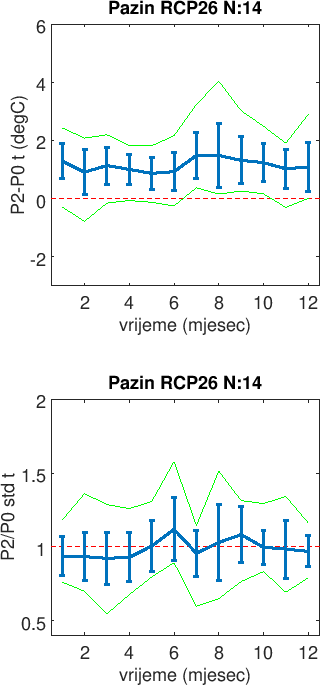 Pazin RCP26 N:14
P2-P0 t (degC)
6
4
2
0
-2
2 4 6 8 10 12
vrijeme (mjesec)
Pazin RCP26 N:14
P2/P0 std t
2
1.5
1
0.5
2 4 6 8 10 12
vrijeme (mjesec)